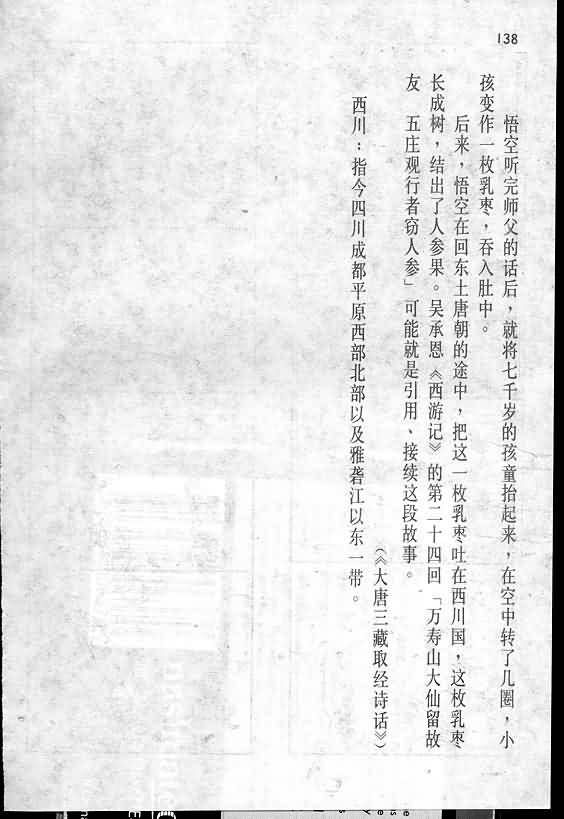 138
悟空听完师父的话后，就将七千岁的孩童抬起来，在空中转了几圈，小
孩变作一枚乳枣，吞入肚中。
后来，悟空在回东土唐朝的途中，把这一枚乳枣吐在西川国，这枚乳枣
长成树，结出了人参果。吴承恩《西游记》的第二十四回「万寿山大仙留故
友　五庄观行者窃人参」可能就是引用、接续这段故事。
（《大唐三藏取经诗话》）
西川：指今四川成都平原西部北部以及雅砻江以东一带。